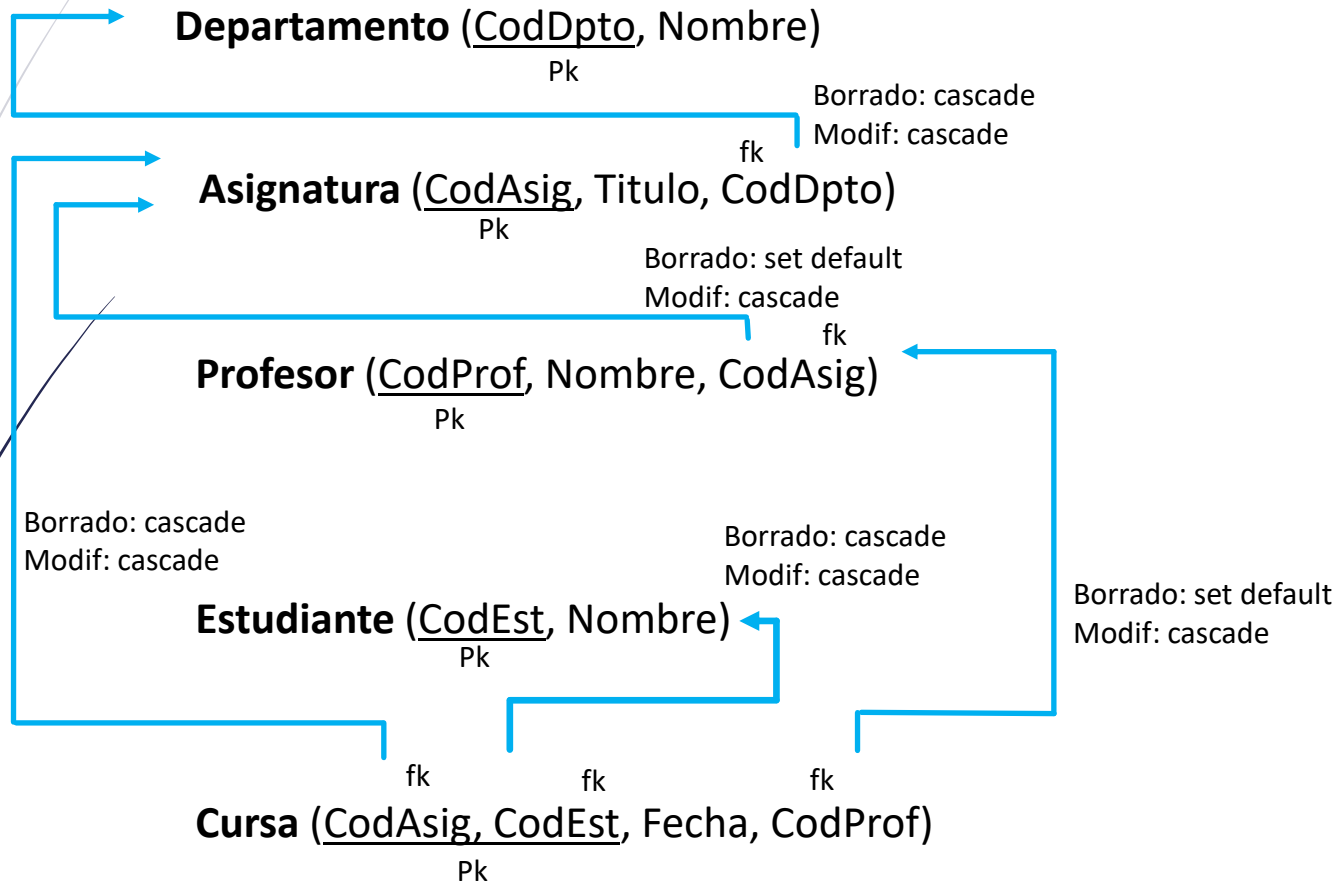 Departamento (CodDpto, Nombre)
Pk
Borrado: cascade
Modif: cascade
fk
Asignatura (CodAsig, Titulo, CodDpto)
Pk
Borrado: set default
Modif: cascade
fk
Profesor (CodProf, Nombre, CodAsig)
Pk
Borrado: cascade
Modif: cascade
Borrado: cascade
Modif: cascade
Borrado: set default
Modif: cascade
Estudiante (CodEst, Nombre)
Pk
fk fk fk
Cursa (CodAsig, CodEst, Fecha, CodProf)
Pk